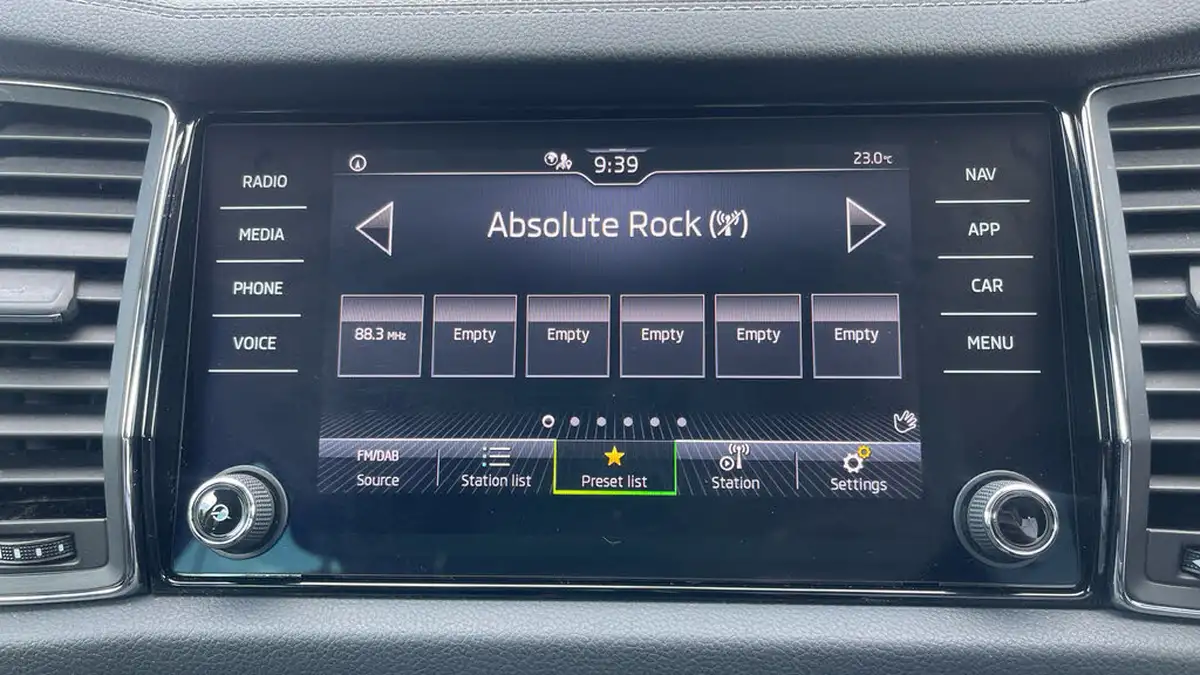 RADIO
MEDIA
PHONE
VOICE
9:39
23.0°C
Absolute Rock
88.3 MHz
Empty
Empty
Empty
Empty
Empty
FM/DAB
Source
Station list
Preset list
Station
Settings
NAV
APP
CAR
MENU